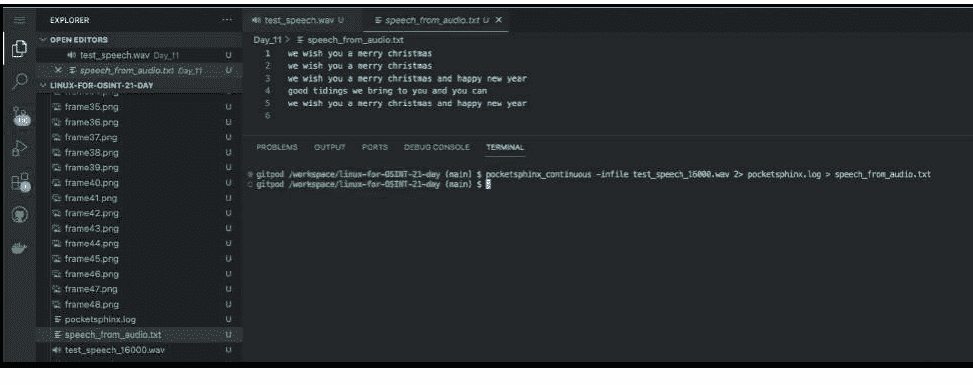 EXPLORER
OPEN EDITORS
test_speech.wav Day_11 U
speech_from_audio.txt Day_11 U
LINUX-FOR-OSINT-21-DAY
frame35.png U
frame36.png U
frame37.png U
frame38.png U
frame39.png U
frame40.png U
frame41.png U
frame42.png U
frame43.png U
frame44.png U
frame45.png U
frame46.png U
frame47.png U
frame48.png U
pocketsphinx.log U
speech_from_audio.txt U
test_speech_16000.wav U
test_speech.wav U
speech_from_audio.txt U
Day_11 > speech_from_audio.txt
1 we wish you a merry christmas
2 we wish you a merry christmas
3 we wish you a merry christmas and happy new year
4 good tidings we bring to you and you can
5 we wish you a merry christmas and happy new year
6
PROBLEMS OUTPUT PORTS DEBUG CONSOLE TERMINAL
gitpod /workspace/linux-for-OSINT-21-day (main) $ pocketsphinx_continuous -infile test_speech_16000.wav 2> pocketsphinx.log > speech_from_audio.txt
gitpod /workspace/linux-for-OSINT-21-day (main) $